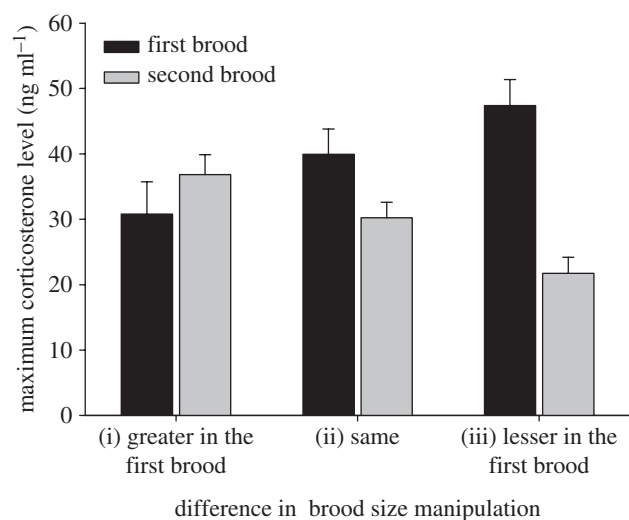 60
50
40
30
20
10
0
maximum corticosterone level (ng ml⁻¹)
first brood
second brood
(i) greater in the
first brood
(ii) same
(iii) lesser in the
first brood
difference in brood size manipulation